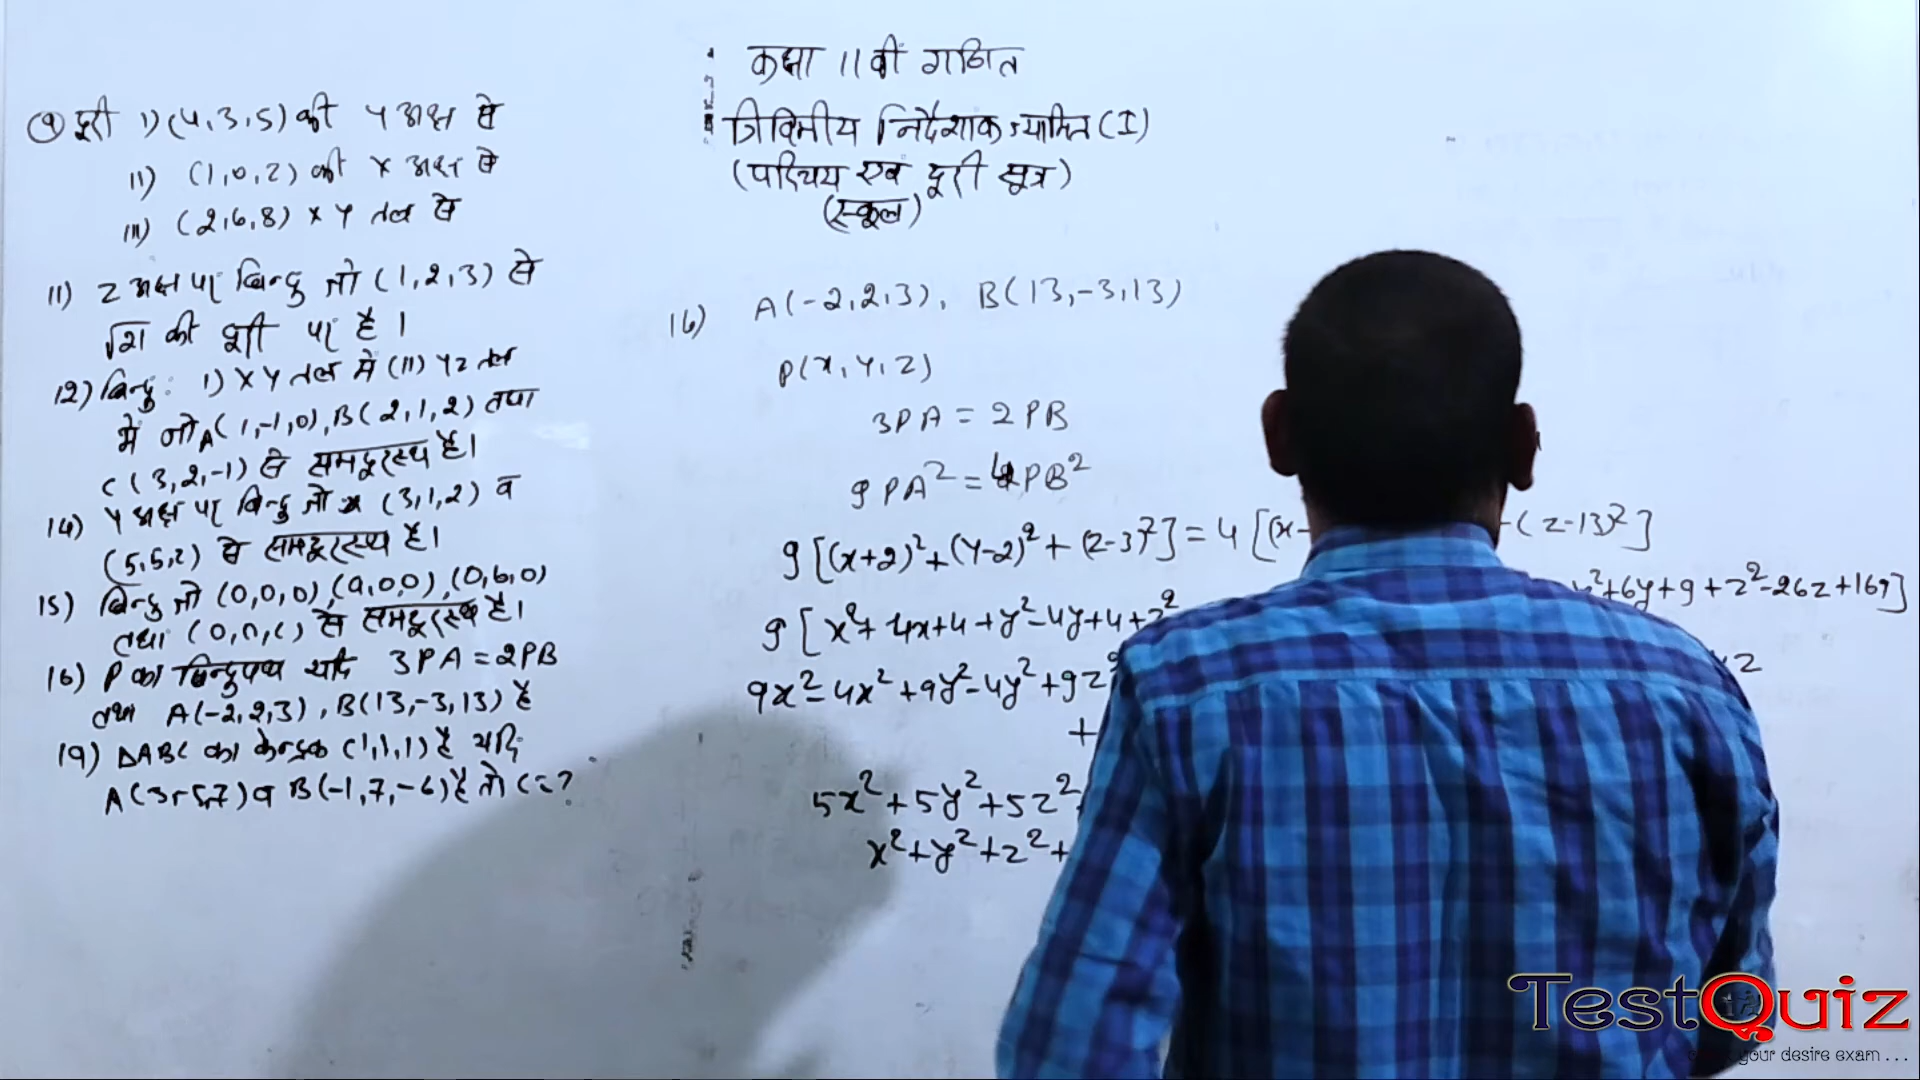 कक्षा 11 वी गणित
त्रिविमीय निर्देशांक ज्यामिति (I)
(परिचय एवं दूरी सूत्र)
(स्कूल)
9) दूरी I) (4,3,5) की Y अक्ष से
II) (1,0,2) की X अक्ष से
III) (2,6,8) XY तल से
11) Z अक्ष पर बिन्दु जो (1,2,3) से
√21 की दूरी पर है।
12) बिन्दु: I) XY तल मे (II) YZ तल
मे जो A(1,-1,0), B(2,1,2) तथा
C(3,2,-1) से समदूरस्थ है।
14) Y अक्ष पर बिन्दु जो (3,1,2) व
(5,5,2) से समदूरस्थ है।
15) बिन्दु जो (0,0,0), (a,0,0), (0,b,0)
तथा (0,0,c) से समदूरस्थ है।
16) P का बिन्दुपथ यदि 3PA = 2PB
तथा A(-2,2,3), B(13,-3,13) है
19) ΔABC का केन्द्रक (1,1,1) है यदि
A(3,-5,7) व B(-1,7,-6) है तो C=?
16) A(-2,2,3), B(13,-3,13)
P(x,y,z)
3PA = 2PB
9PA² = 4PB²
9[(x+2)²+(y-2)²+(z-3)²] = 4[(x- -(z-13)²]
9[x²+4x+4+y²-4y+4+z² y²+6y+9+z²-26z+169]
9x²-4x²+9y²-4y²+9z² z
+
5x²+5y²+5z²
x²+y²+z²+
TestQuiz
your desire exam ...